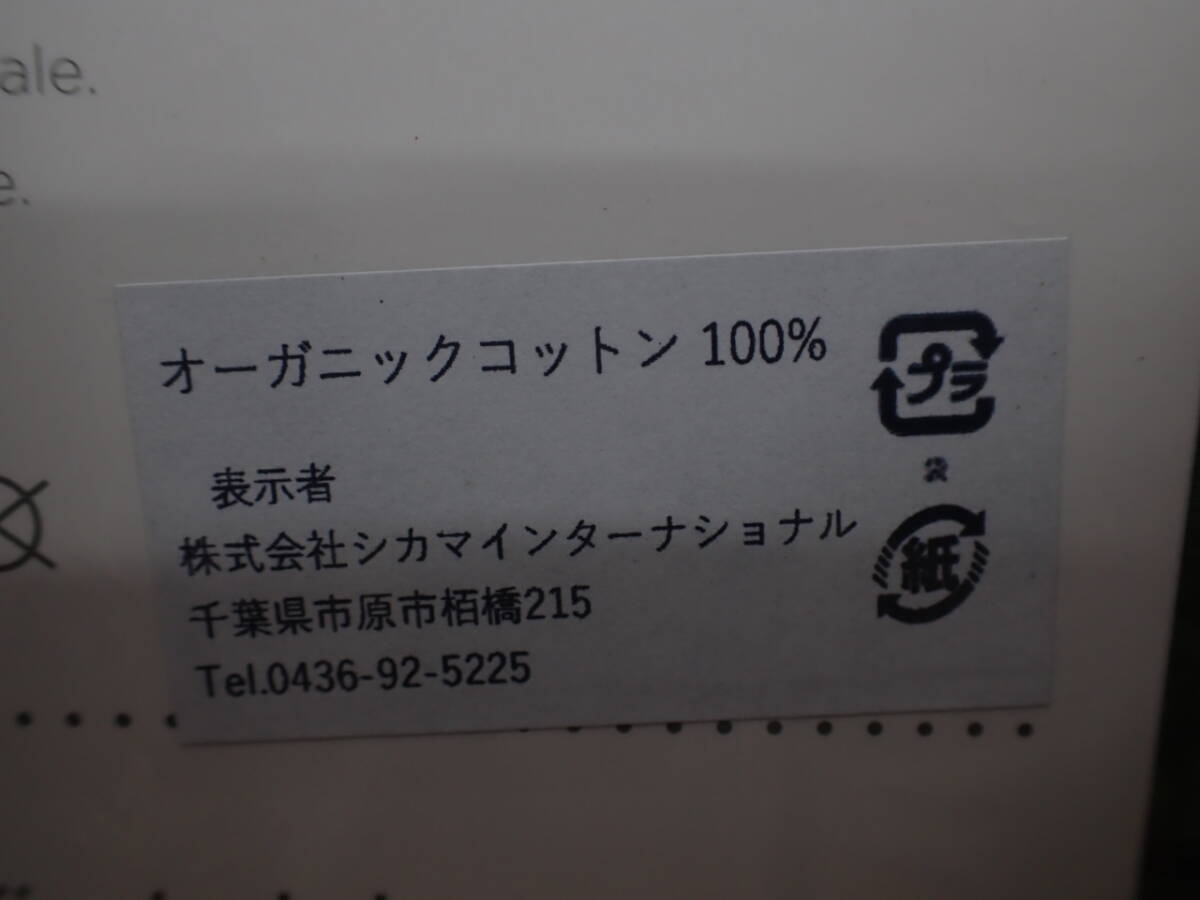 ale.
e.
オーガニックコットン 100%
プラ
袋
紙
表示者
株式会社シカマインターナショナル
千葉県市原市栢橋215
Tel.0436-92-5225